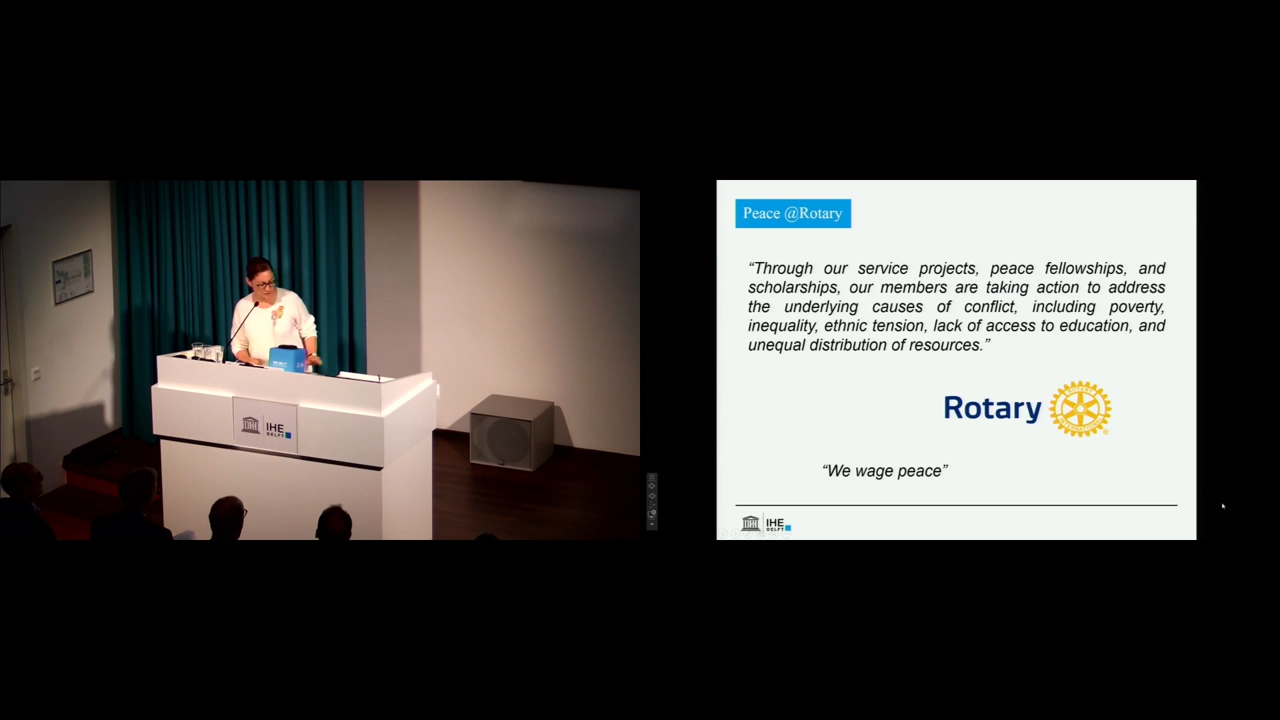 IHE
DELFT
Peace @Rotary
“Through our service projects, peace fellowships, and
scholarships, our members are taking action to address
the underlying causes of conflict, including poverty,
inequality, ethnic tension, lack of access to education, and
unequal distribution of resources.”
Rotary
“We wage peace”
IHE
DELFT